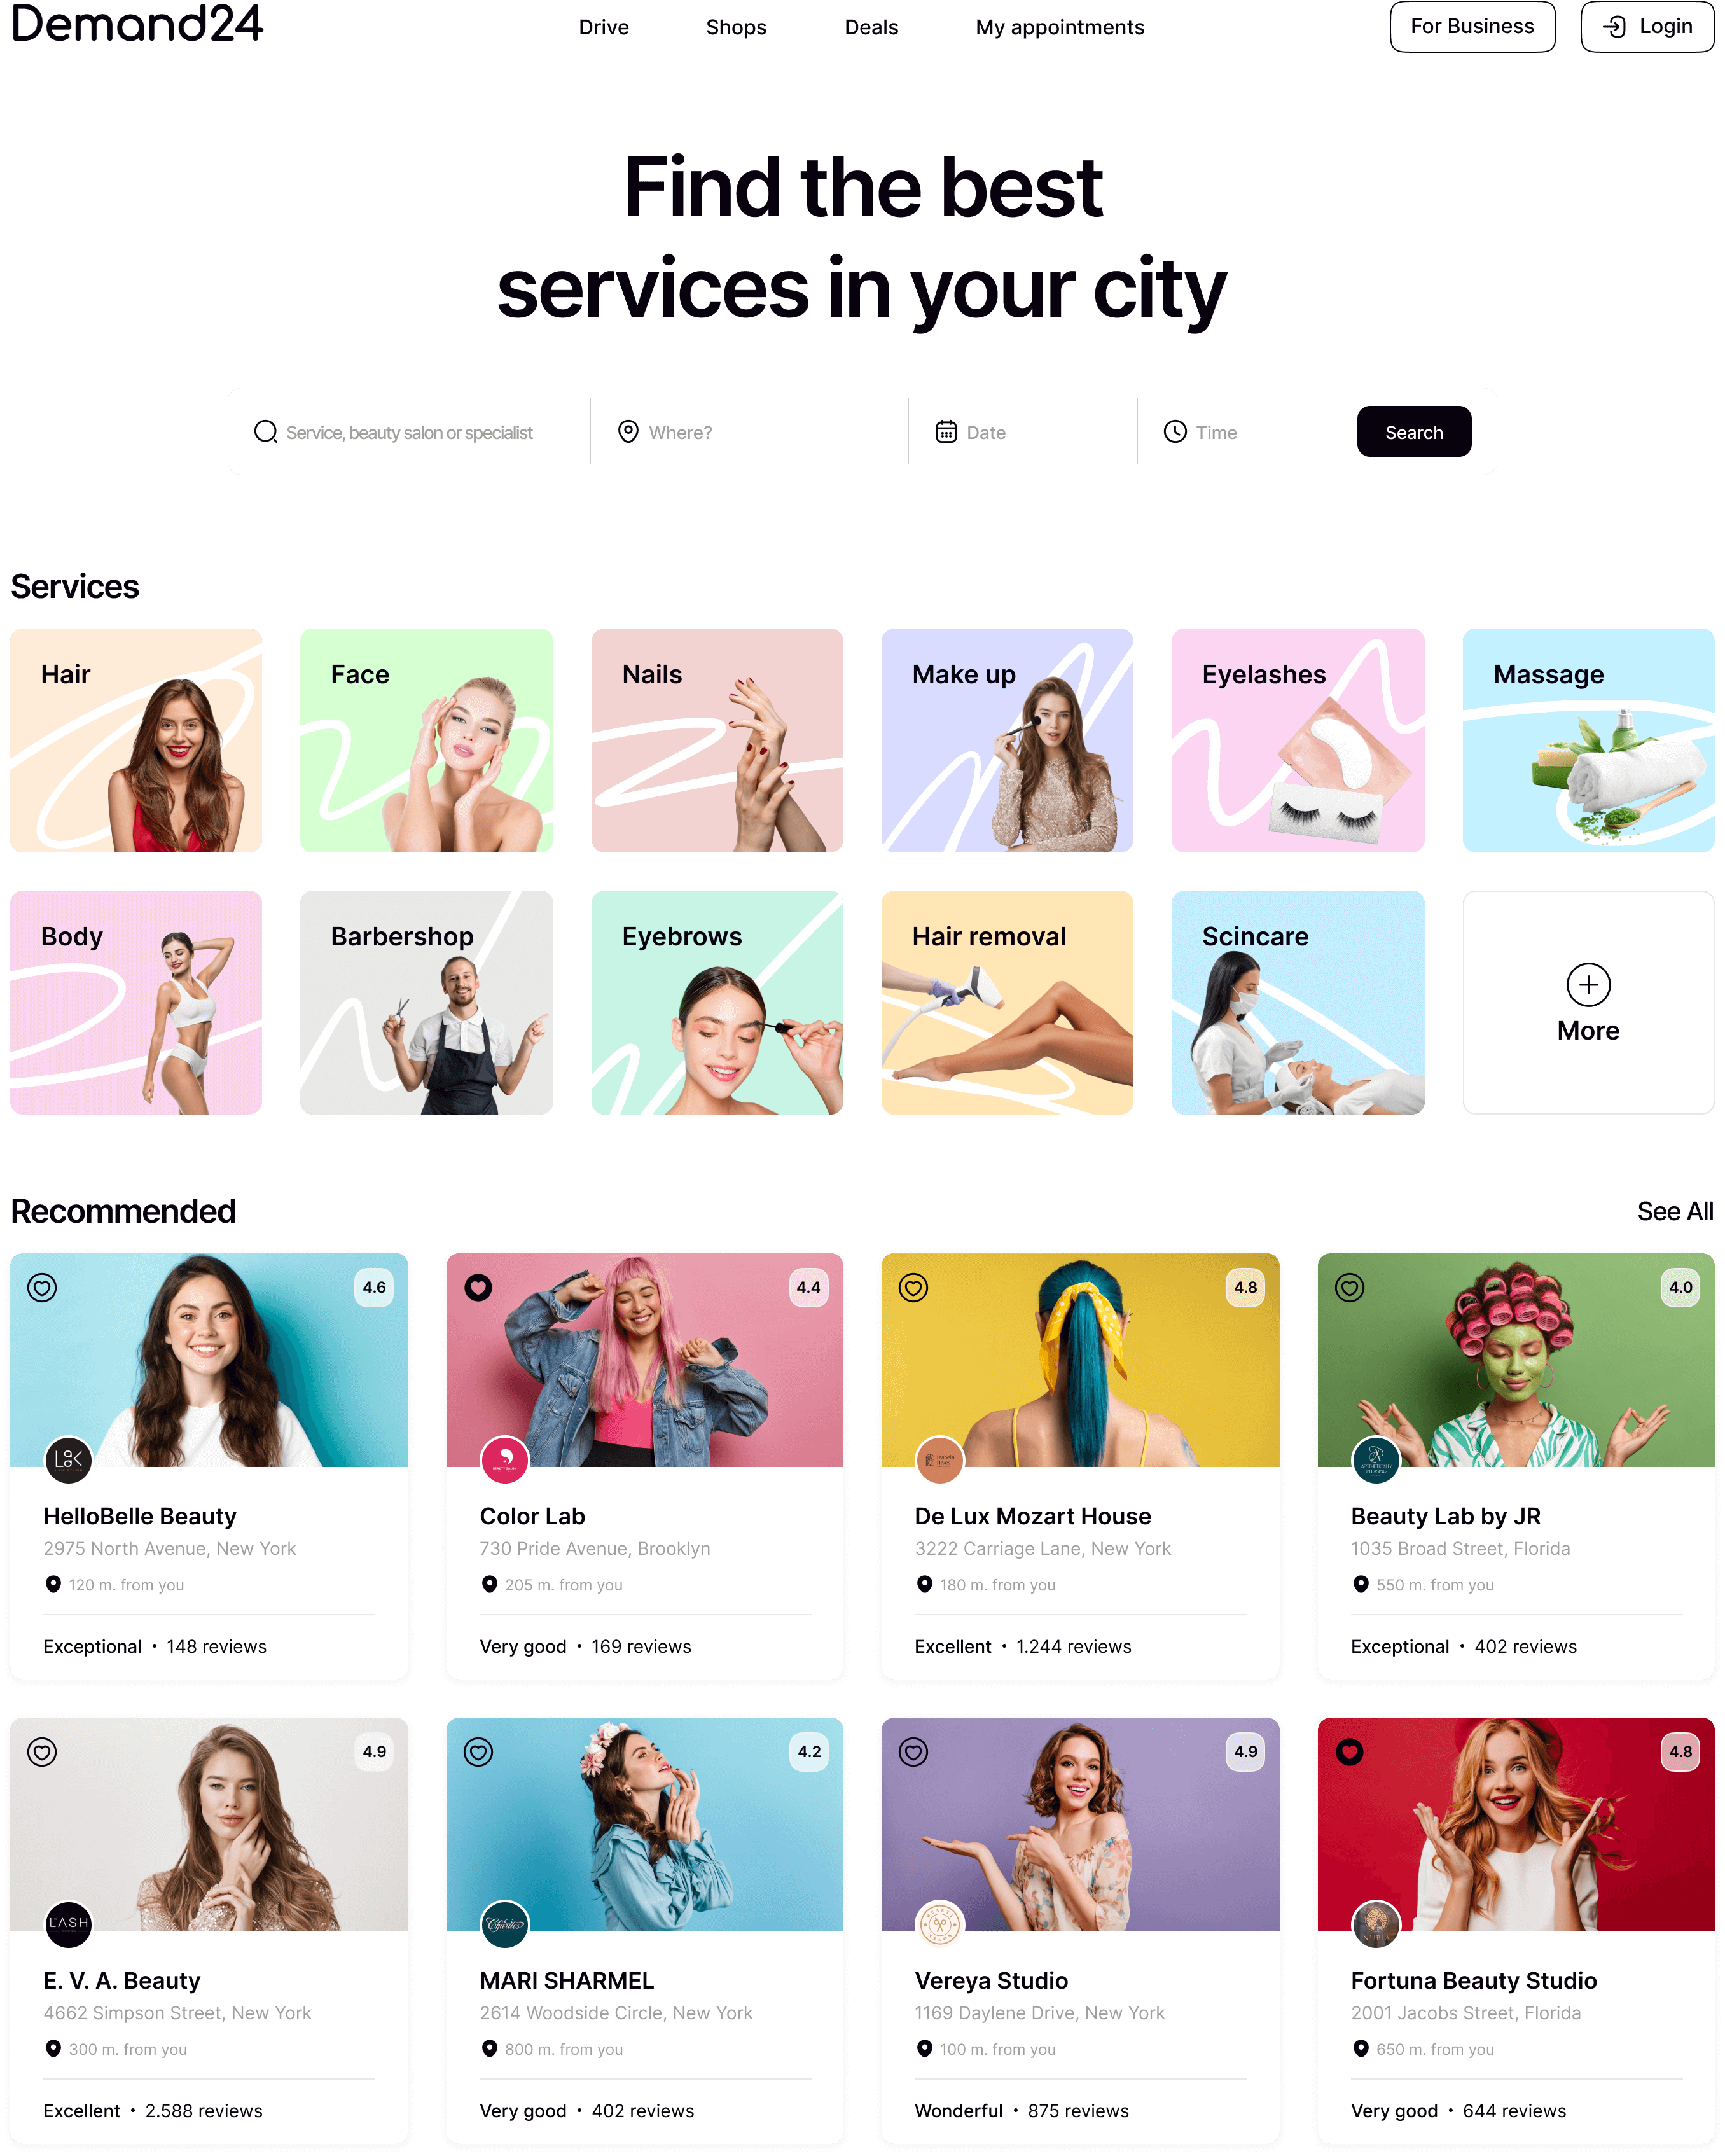 Demand24
Drive
Shops
Deals
My appointments
For Business
Login
Find the best
services in your city
Service, beauty salon or specialist
Where?
Date
Time
Search
Services
Hair
Face
Nails
Make up
Eyelashes
Massage
Body
Barbershop
Eyebrows
Hair removal
Scincare
More
Recommended
See All
4.6
4.4
4.8
4.0
HelloBelle Beauty
2975 North Avenue, New York
120 m. from you
Exceptional • 148 reviews
Color Lab
730 Pride Avenue, Brooklyn
205 m. from you
Very good • 169 reviews
De Lux Mozart House
3222 Carriage Lane, New York
180 m. from you
Excellent • 1.244 reviews
Beauty Lab by JR
1035 Broad Street, Florida
550 m. from you
Exceptional • 402 reviews
4.9
4.2
4.9
4.8
LASH
Charites
NUBIA
E. V. A. Beauty
4662 Simpson Street, New York
300 m. from you
Excellent • 2.588 reviews
MARI SHARMEL
2614 Woodside Circle, New York
800 m. from you
Very good • 402 reviews
Vereya Studio
1169 Daylene Drive, New York
100 m. from you
Wonderful • 875 reviews
Fortuna Beauty Studio
2001 Jacobs Street, Florida
650 m. from you
Very good • 644 reviews